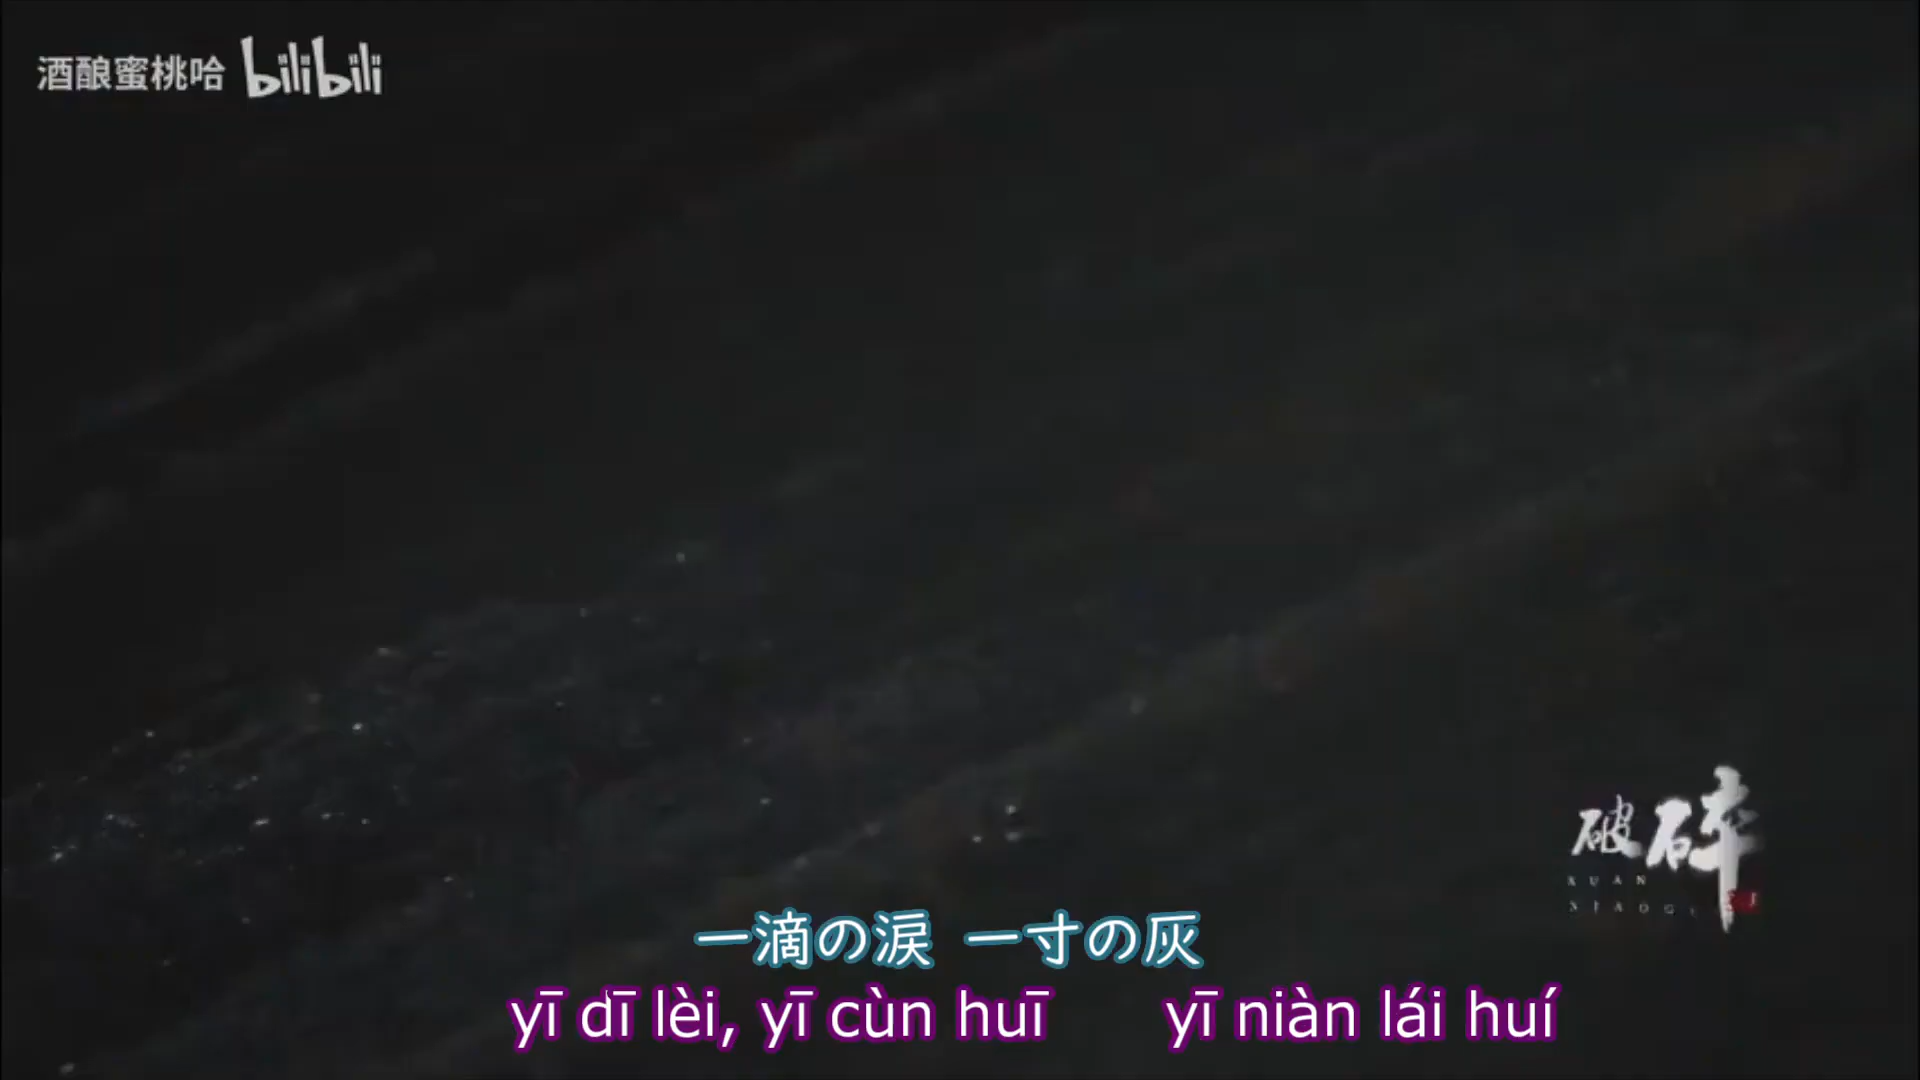 酒酿蜜桃哈 bilibili
破碎
XUAN
一滴の涙 一寸の灰
yī dī lèi, yī cùn huī yī niàn lái huí